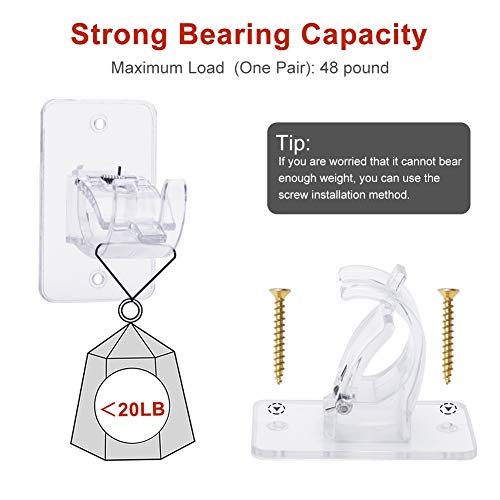 Strong Bearing Capacity
Maximum Load (One Pair): 48 pound
Tip:
If you are worried that it cannot bear
enough weight, you can use the
screw installation method.
<20LB